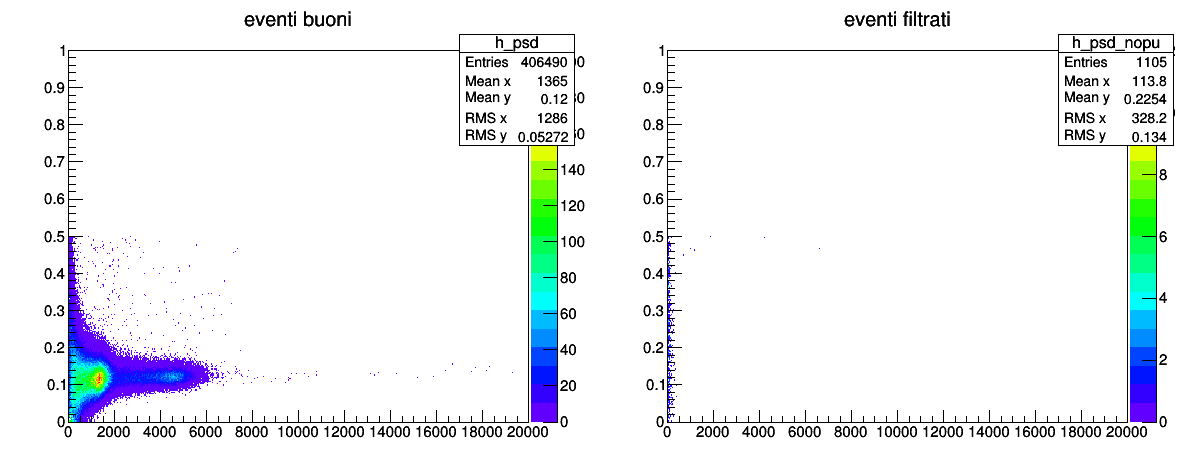 eventi buoni
h_psd
Entries 406490
Mean x 1365
Mean y 0.12
RMS x 1286
RMS y 0.05272
1
0.9
0.8
0.7
0.6
0.5
0.4
0.3
0.2
0.1
0
0 2000 4000 6000 8000 10000 12000 14000 16000 18000 20000
140
120
100
80
60
40
20
0
eventi filtrati
h_psd_nopu
Entries 1105
Mean x 113.8
Mean y 0.2254
RMS x 328.2
RMS y 0.134
1
0.9
0.8
0.7
0.6
0.5
0.4
0.3
0.2
0.1
0
0 2000 4000 6000 8000 10000 12000 14000 16000 18000 20000
8
6
4
2
0